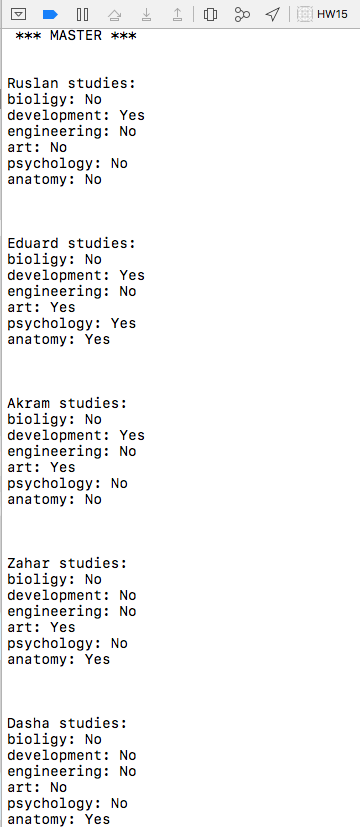 HW15
*** MASTER ***
Ruslan studies:
bioligy: No
development: Yes
engineering: No
art: No
psychology: No
anatomy: No
Eduard studies:
bioligy: No
development: Yes
engineering: No
art: Yes
psychology: Yes
anatomy: Yes
Akram studies:
bioligy: No
development: Yes
engineering: No
art: Yes
psychology: No
anatomy: No
Zahar studies:
bioligy: No
development: No
engineering: No
art: Yes
psychology: No
anatomy: Yes
Dasha studies:
bioligy: No
development: No
engineering: No
art: No
psychology: No
anatomy: Yes